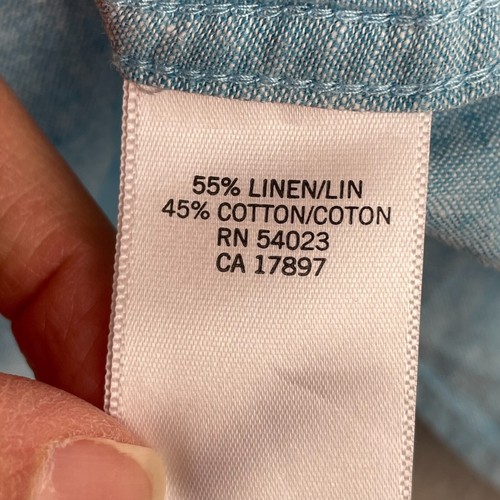 55% LINEN/LIN
45% COTTON/COTON
RN 54023
CA 17897